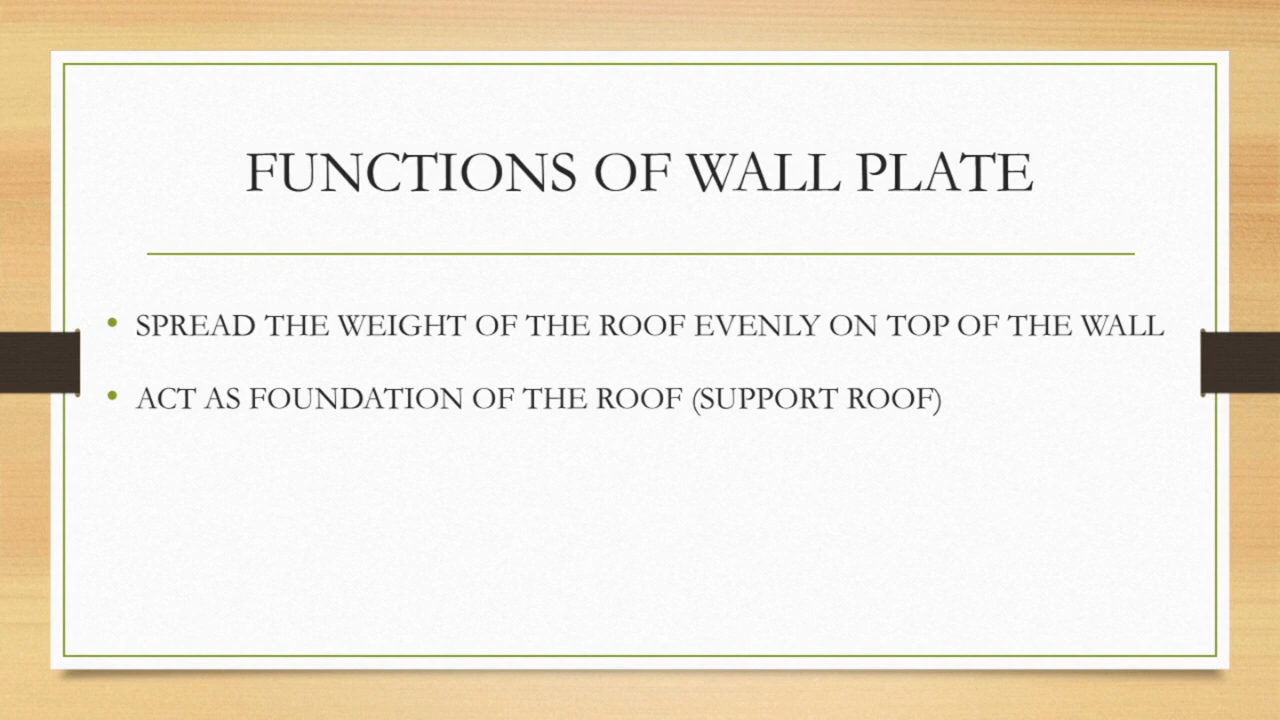 FUNCTIONS OF WALL PLATE
• SPREAD THE WEIGHT OF THE ROOF EVENLY ON TOP OF THE WALL
• ACT AS FOUNDATION OF THE ROOF (SUPPORT ROOF)